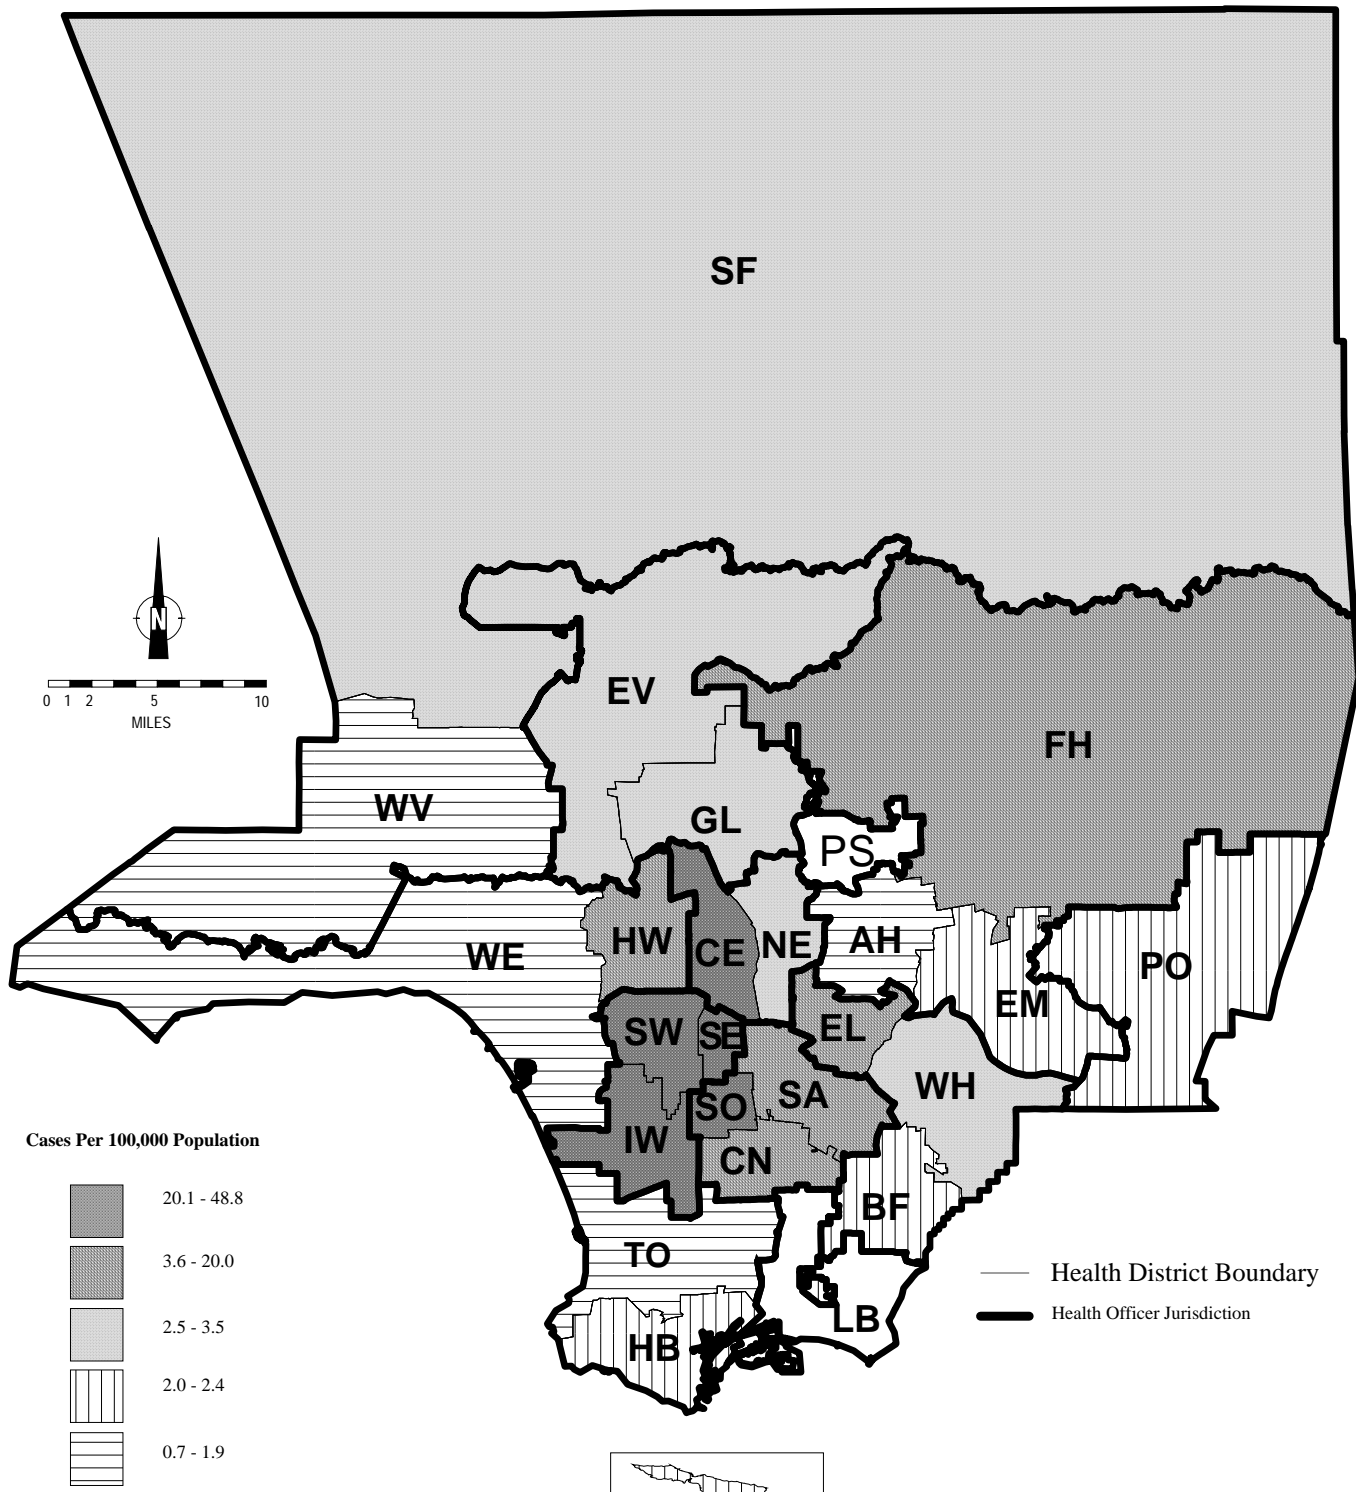 SF
EV
FH
N
0 1 2 5 10
MILES
WV
GL
PS
HW
CE
NE
AH
WE
PO
EM
SW
SE
EL
WH
SA
SO
IW
CN
BF
TO
LB
HB
Cases Per 100,000 Population
20.1 - 48.8
3.6 - 20.0
2.5 - 3.5
2.0 - 2.4
0.7 - 1.9
Health District Boundary
Health Officer Jurisdiction